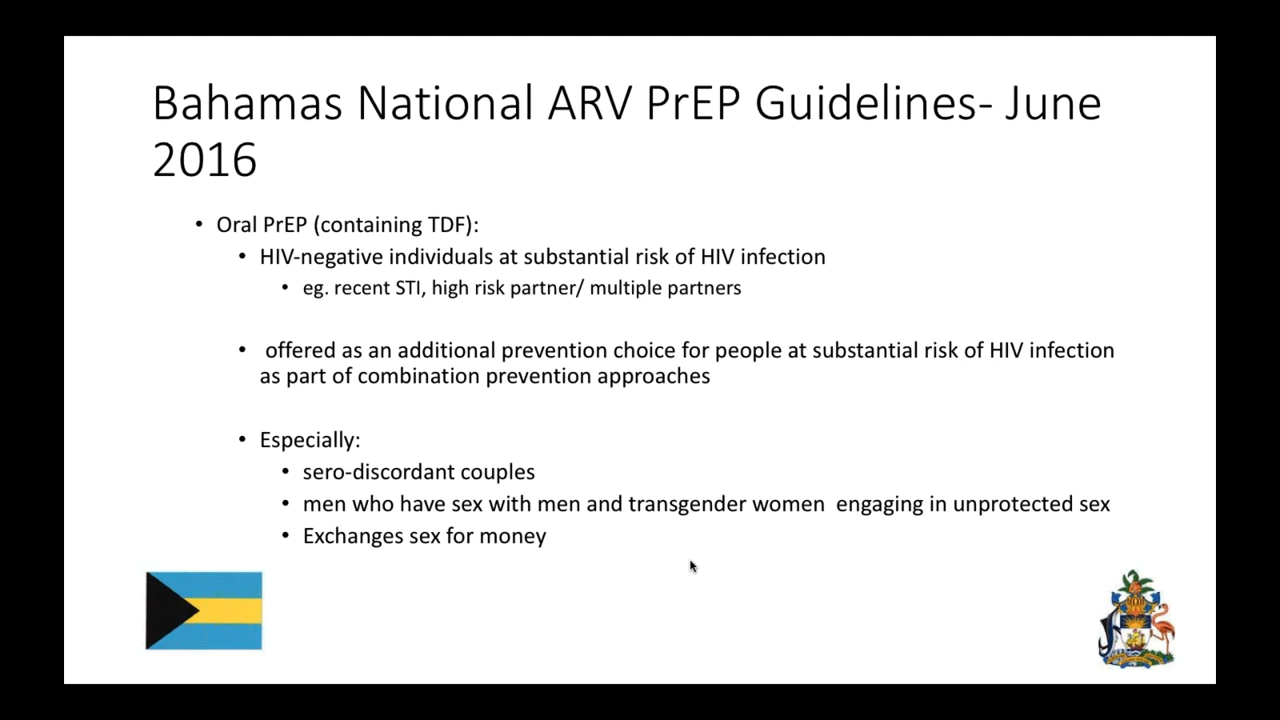 Bahamas National ARV PrEP Guidelines- June
2016
• Oral PrEP (containing TDF):
• HIV-negative individuals at substantial risk of HIV infection
• eg. recent STI, high risk partner/ multiple partners
• offered as an additional prevention choice for people at substantial risk of HIV infection
as part of combination prevention approaches
• Especially:
• sero-discordant couples
• men who have sex with men and transgender women  engaging in unprotected sex
• Exchanges sex for money